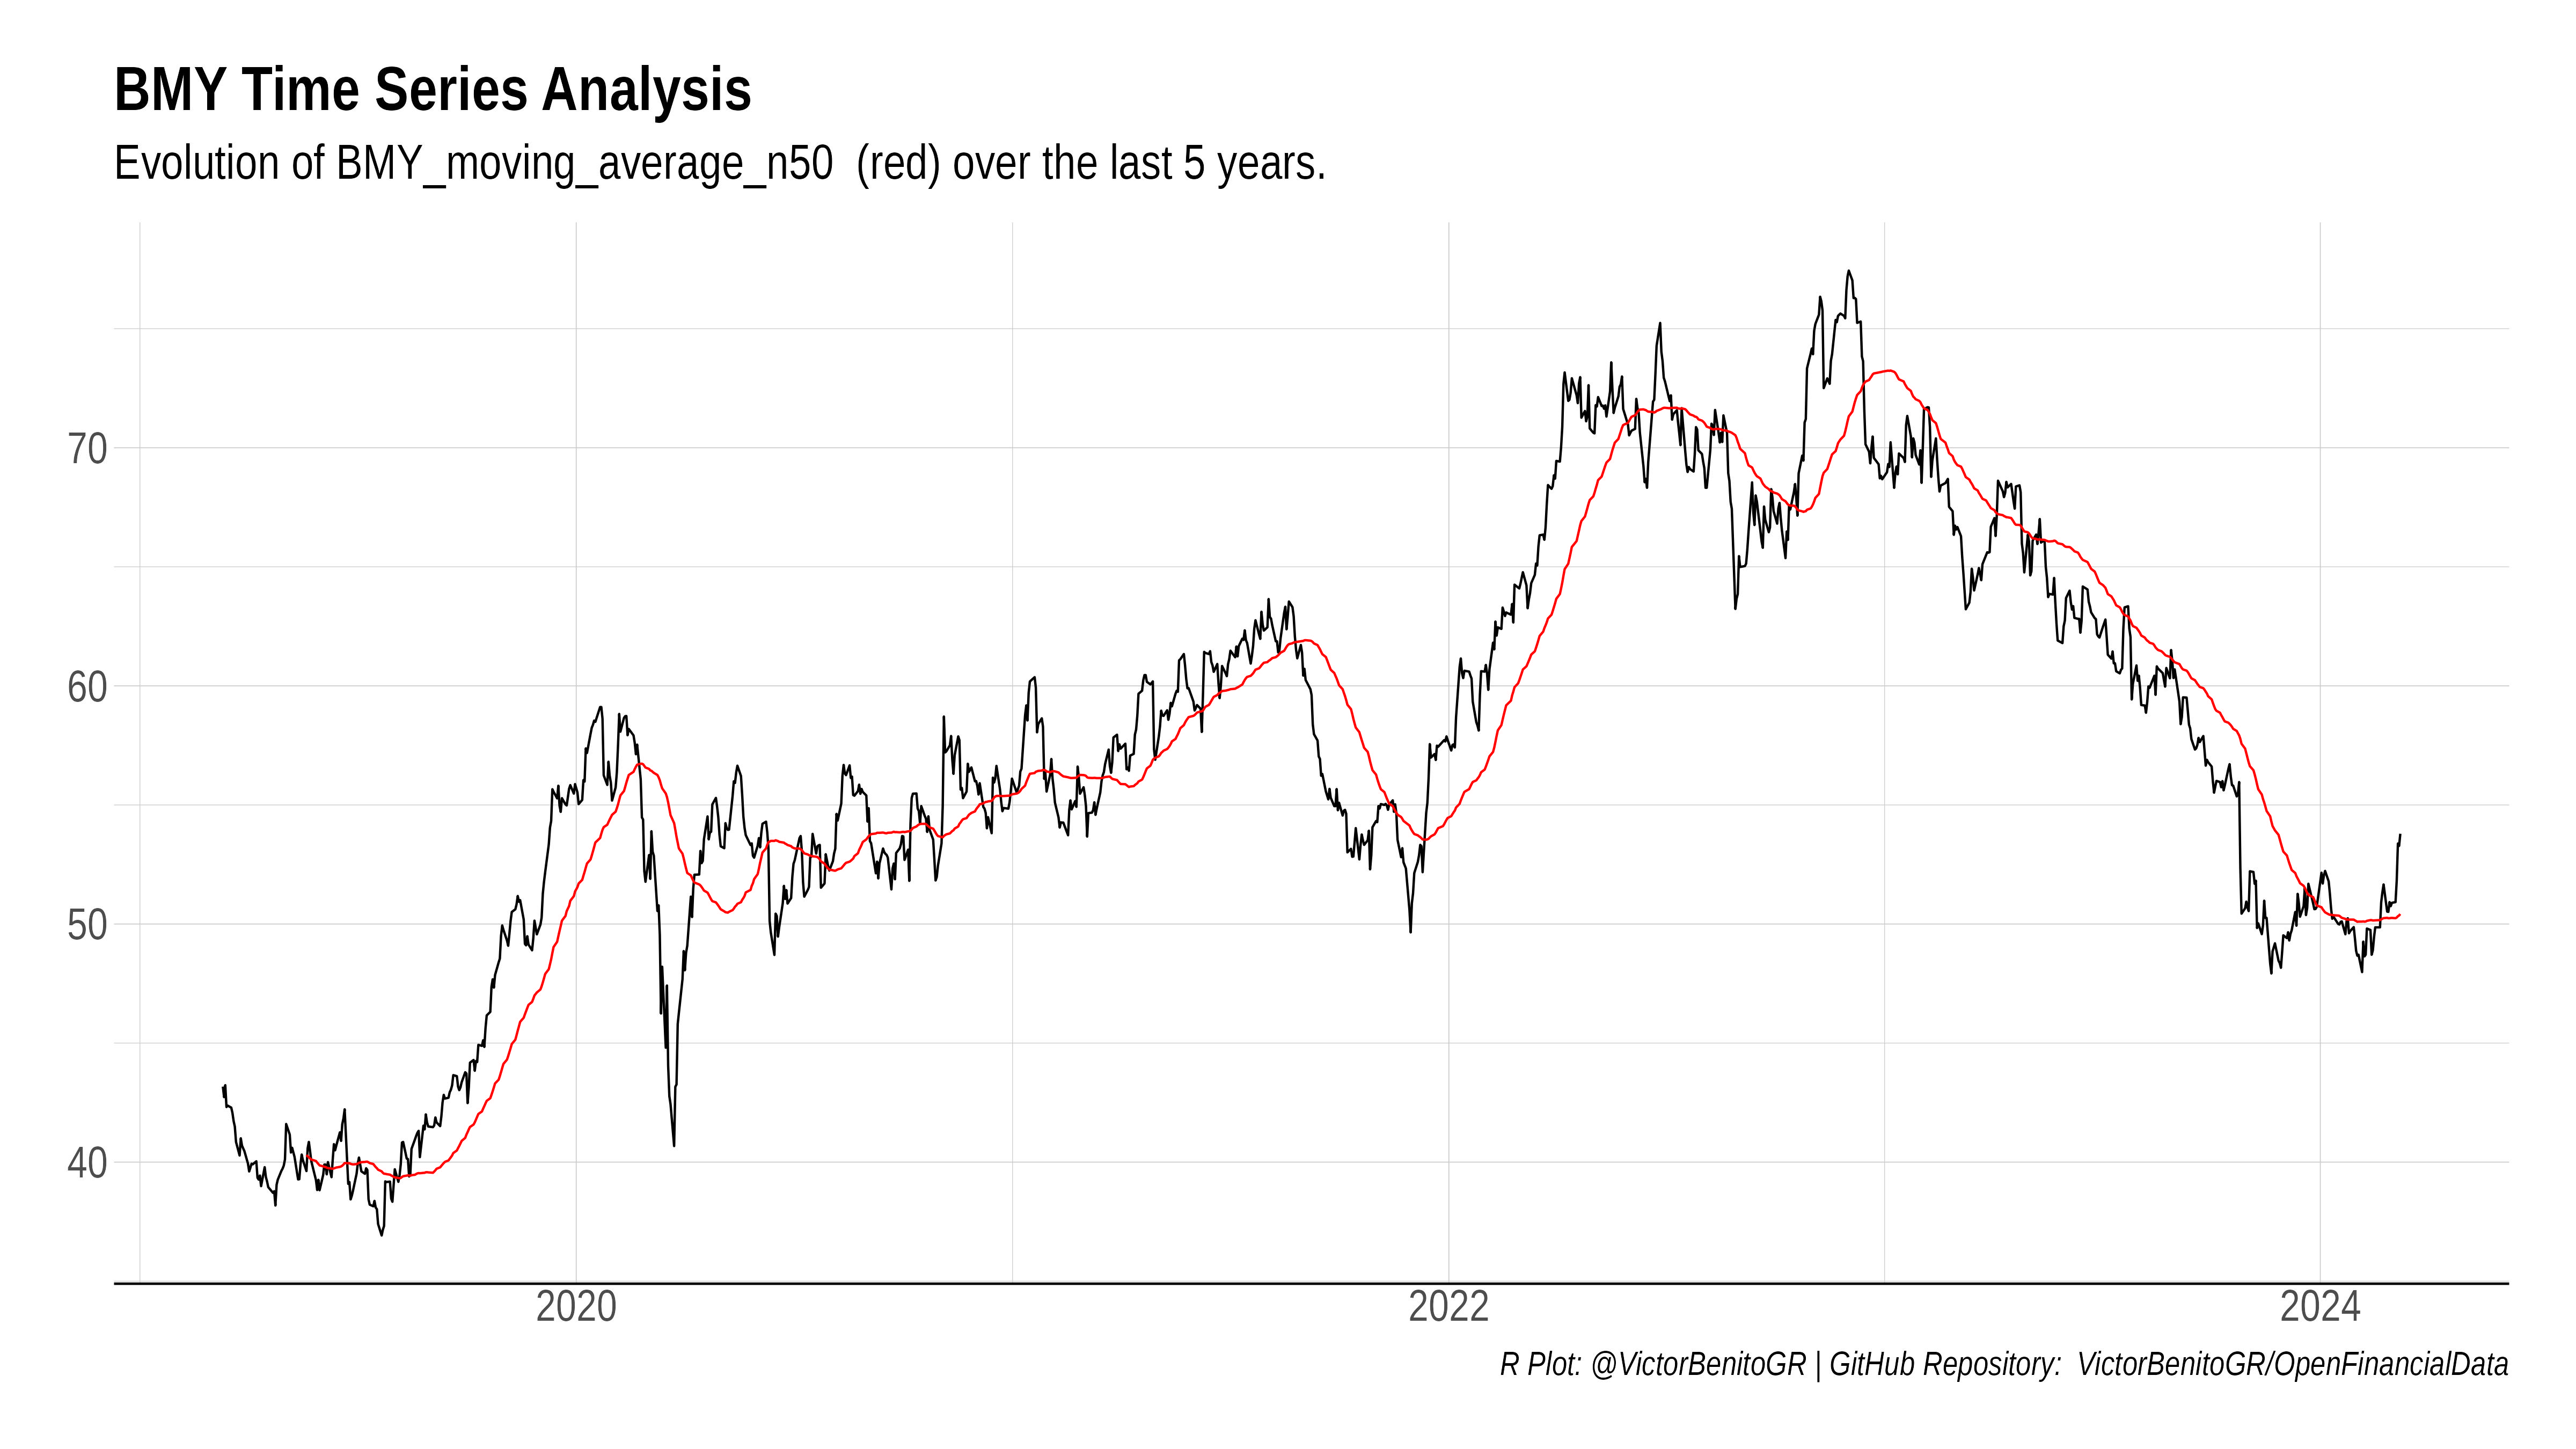 BMY Time Series Analysis
Evolution of BMY_moving_average_n50  (red) over the last 5 years.
70
60
50
40
2020 2022 2024
R Plot: @VictorBenitoGR | GitHub Repository:  VictorBenitoGR/OpenFinancialData